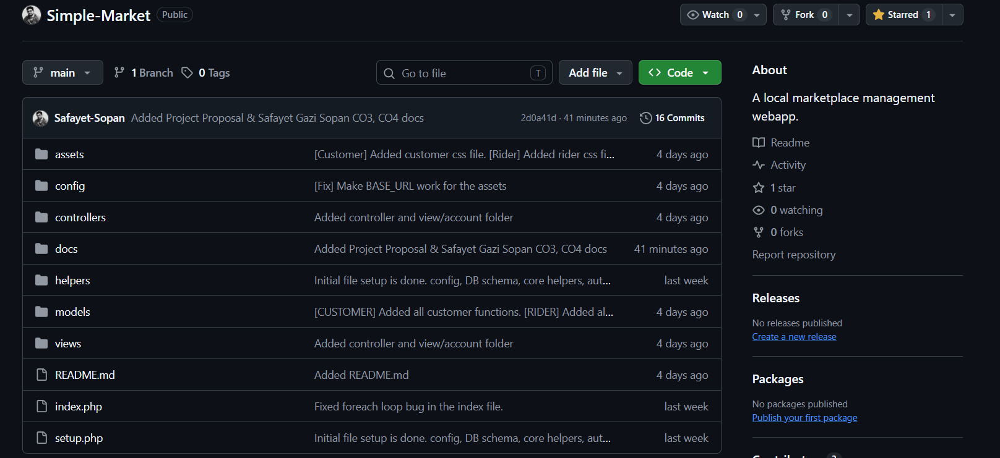 Simple-Market Public Watch 0 Fork 0 Starred 1
main 1 Branch 0 Tags Go to file T Add file Code
Safayet-Sopan Added Project Proposal & Safayet Gazi Sopan CO3, CO4 docs 2d0a41d · 41 minutes ago 16 Commits
assets [Customer] Added customer css file. [Rider] Added rider css fi... 4 days ago
config [Fix] Make BASE_URL work for the assets 4 days ago
controllers Added controller and view/account folder 4 days ago
docs Added Project Proposal & Safayet Gazi Sopan CO3, CO4 docs 41 minutes ago
helpers Initial file setup is done. config, DB schema, core helpers, aut... last week
models [CUSTOMER] Added all customer functions. [RIDER] Added al... 4 days ago
views Added controller and view/account folder 4 days ago
README.md Added README.md 4 days ago
index.php Fixed foreach loop bug in the index file. last week
setup.php Initial file setup is done. config, DB schema, core helpers, aut... last week
About
A local marketplace management
webapp.
Readme
Activity
1 star
0 watching
0 forks
Report repository
Releases
No releases published
Create a new release
Packages
No packages published
Publish your first package